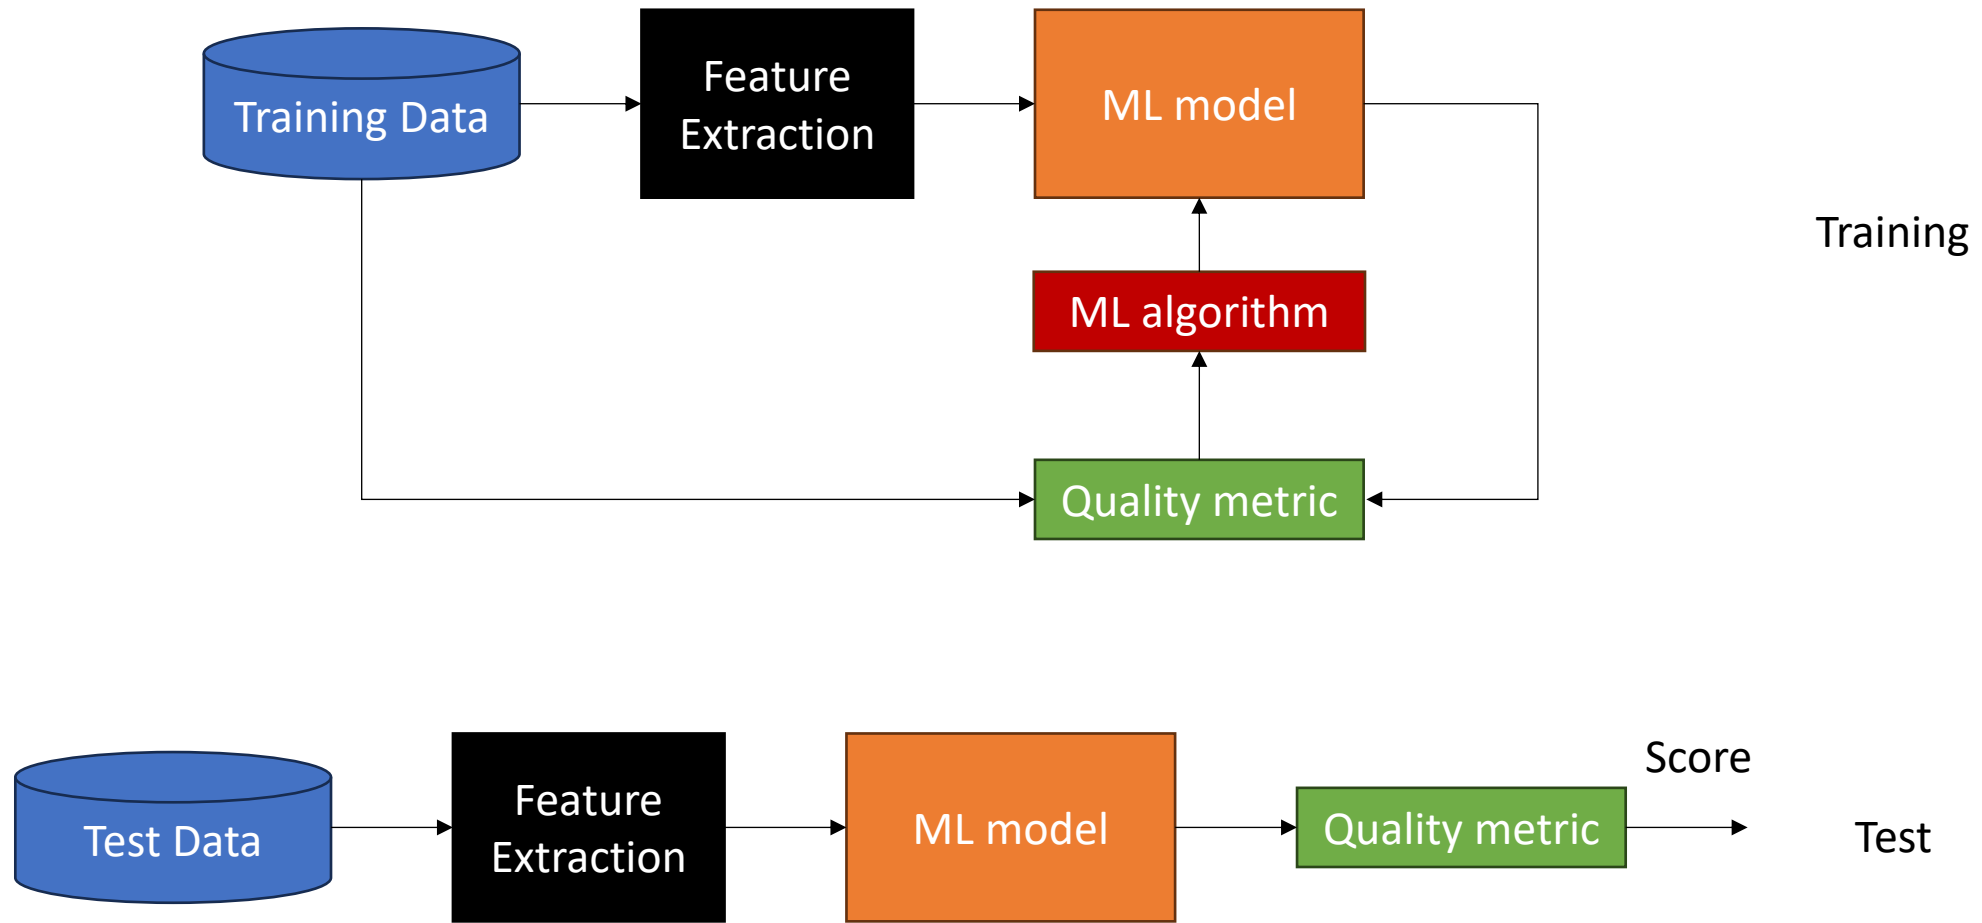 Training Data
Feature
Extraction
ML model
Training
ML algorithm
Quality metric
Test Data
Feature
Extraction
ML model
Quality metric
Score
Test